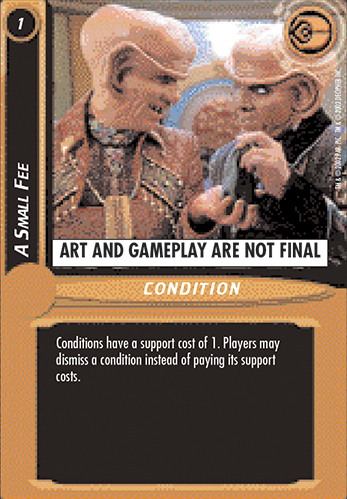 1
A SMALL FEE
ART AND GAMEPLAY ARE NOT FINAL
CONDITION
Conditions have a support cost of 1. Players may
dismiss a condition instead of paying its support
costs.